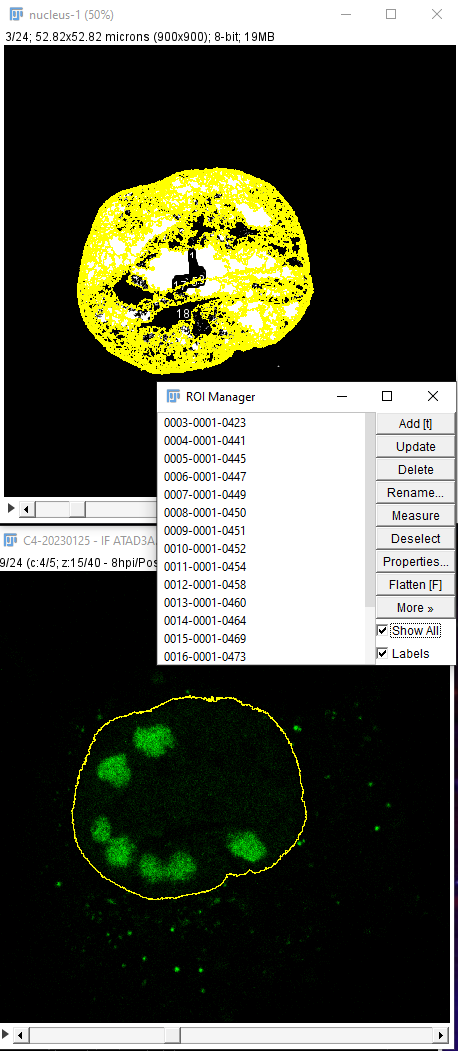 nucleus-1 (50%)
3/24; 52.82x52.82 microns (900x900); 8-bit; 19MB
1
18
ROI Manager
0003-0001-0423
0004-0001-0441
0005-0001-0445
0006-0001-0447
0007-0001-0449
0008-0001-0450
0009-0001-0451
0010-0001-0452
0011-0001-0454
0012-0001-0458
0013-0001-0460
0014-0001-0464
0015-0001-0469
0016-0001-0473
Add [t]
Update
Delete
Rename...
Measure
Deselect
Properties...
Flatten [F]
More »
Show All
Labels
C4-20230125 - IF ATAD3A
9/24 (c:4/5; z:15/40 - 8hpi/Pos